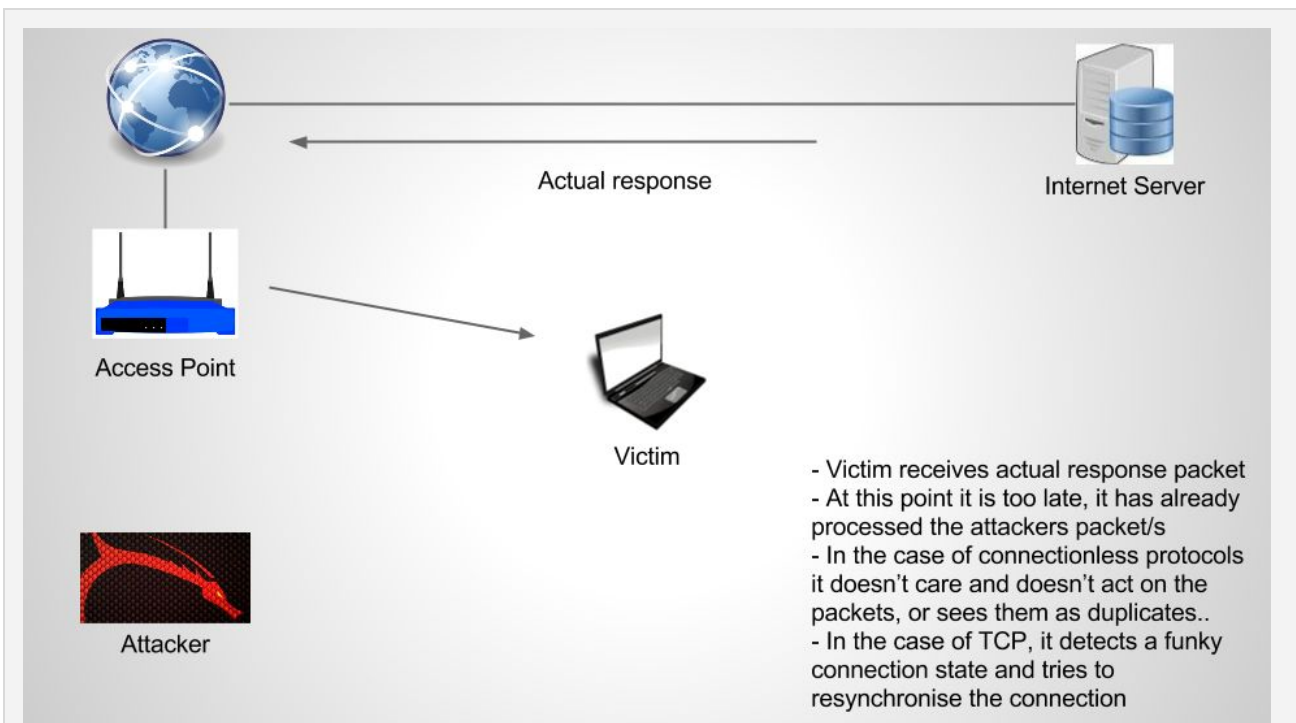 Actual response
Internet Server
Access Point
Victim
- Victim receives actual response packet
- At this point it is too late, it has already
processed the attackers packet/s
- In the case of connectionless protocols
it doesn't care and doesn't act on the
packets, or sees them as duplicates..
- In the case of TCP, it detects a funky
connection state and tries to
resynchronise the connection
Attacker